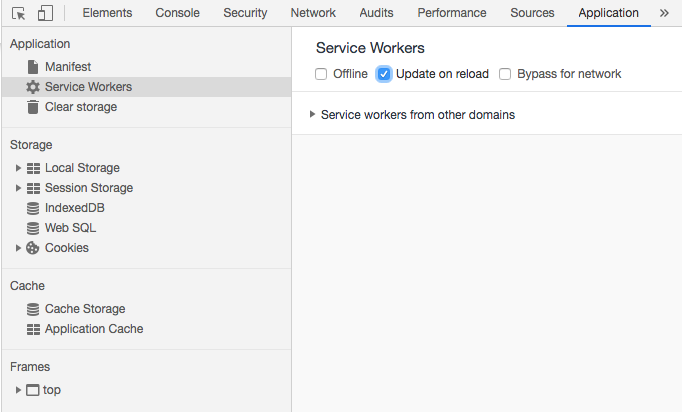 Elements Console Security Network Audits Performance Sources Application »
Application
Manifest
Service Workers
Clear storage
Storage
Local Storage
Session Storage
IndexedDB
Web SQL
Cookies
Cache
Cache Storage
Application Cache
Frames
top
Service Workers
Offline Update on reload Bypass for network
Service workers from other domains